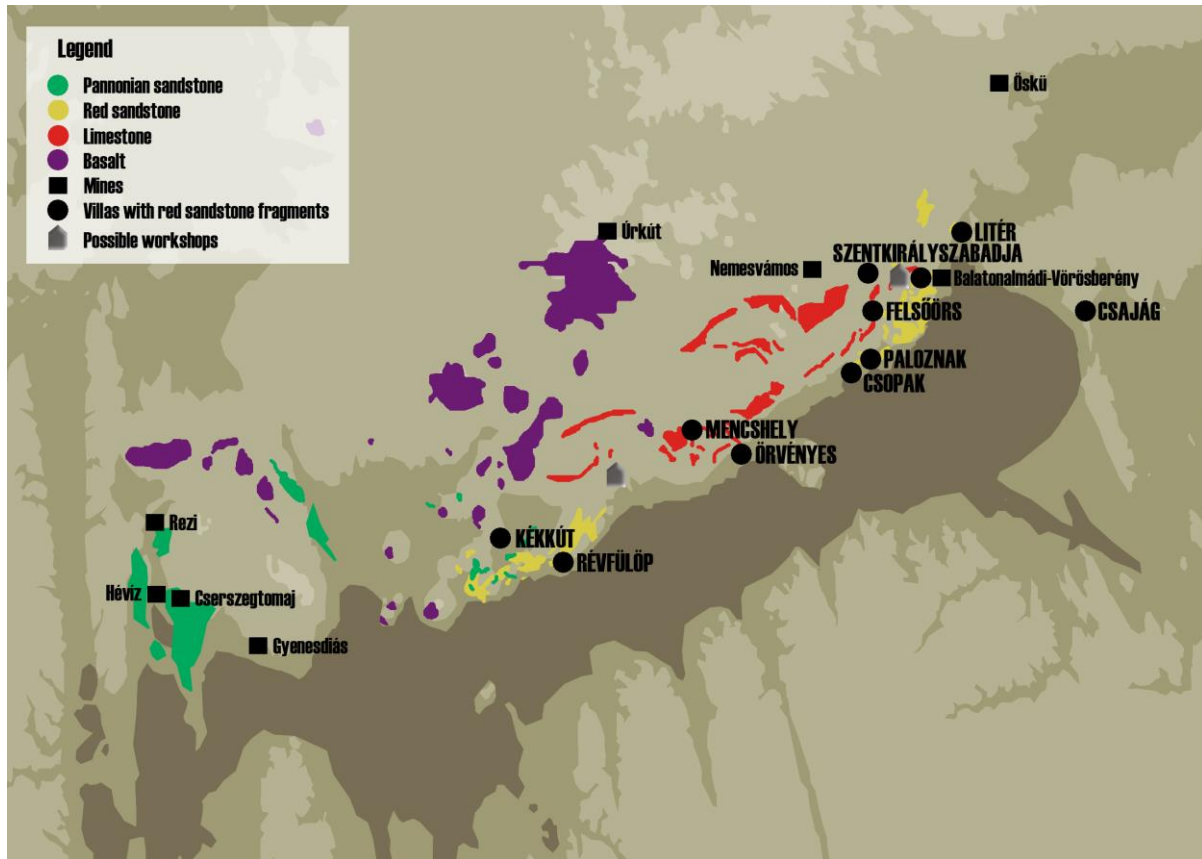 Legend
Pannonian sandstone
Red sandstone
Limestone
Basalt
Mines
Villas with red sandstone fragments
Possible workshops
Öskü
Úrkút
LITÉR
SZENTKIRÁLYSZABADJA
Nemesvámos
Balatonalmádi-Vörösberény
FELSŐÖRS
CSAJÁG
PALOZNAK
CSOPAK
MENCSHELY
ÖRVÉNYES
Rezi
KÉKKÚT
RÉVFÜLÖP
Hévíz
Cserszegtomaj
Gyenesdiás